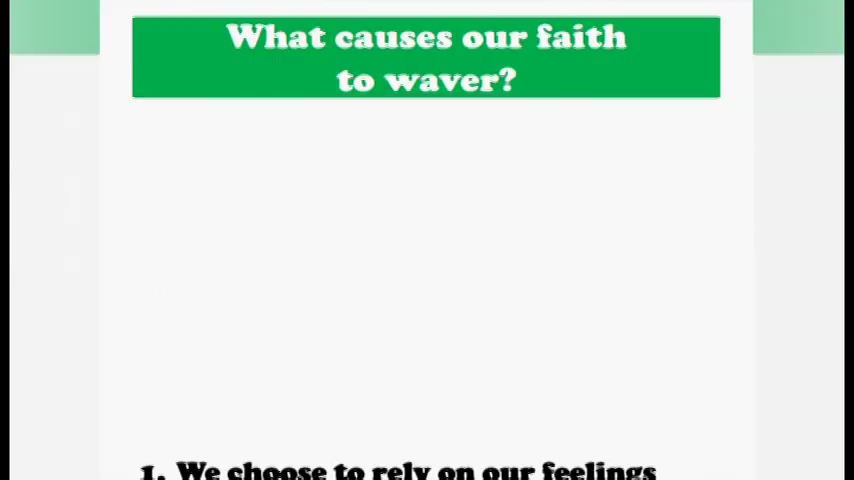 What causes our faith
to waver?
1. We choose to rely on our feelings